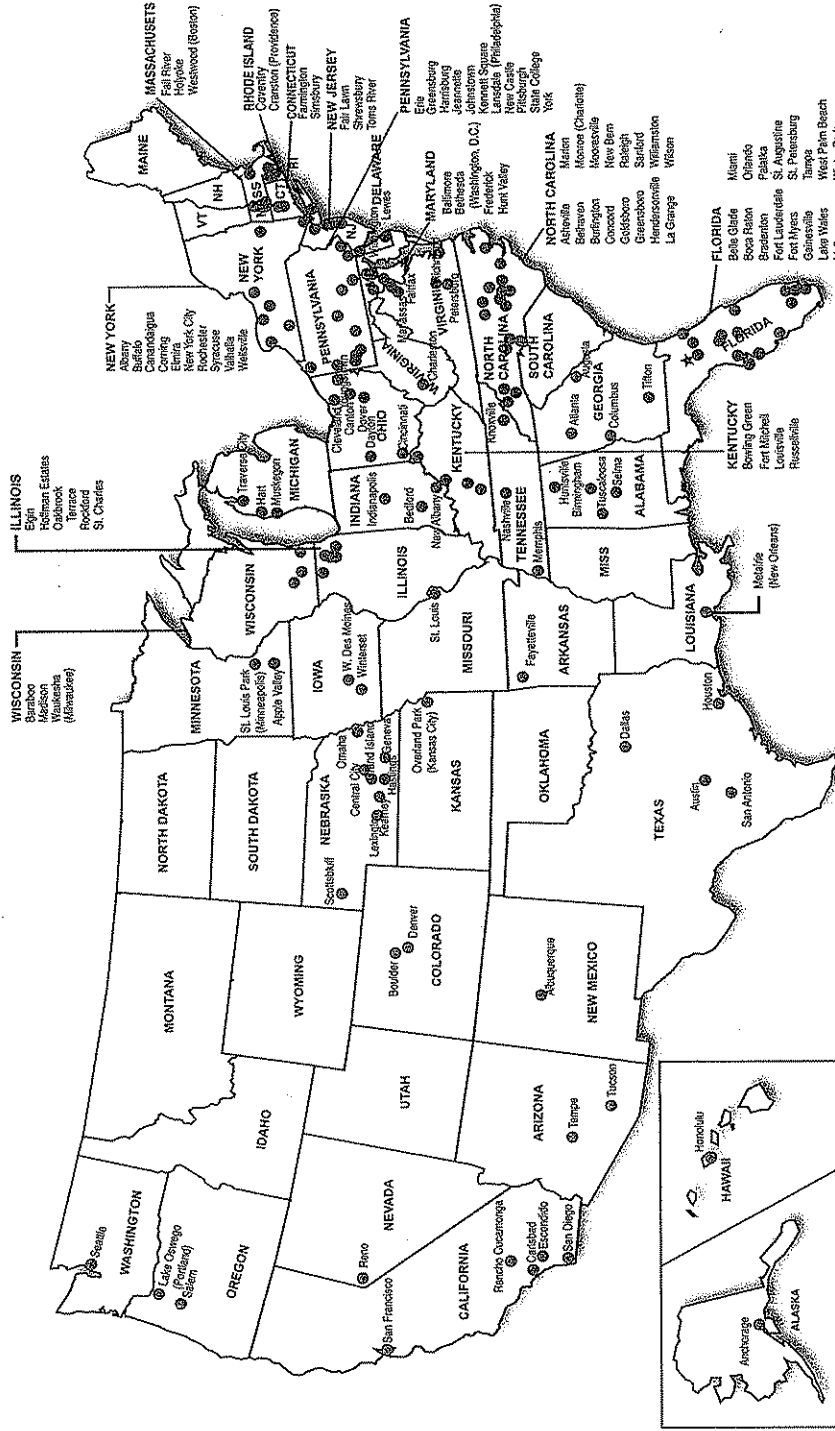 WISCONSIN
Baraboo
Madison
Waukesha
(Milwaukee)
ILLINOIS
Elgin
Hoffman Estates
Oakbrook
Terrace
Rockford
St. Charles
NEW YORK
Albany
Buffalo
Canandaigua
Corning
Elmira
New York City
Rochester
Syracuse
Valhalla
Wellsville
MASSACHUSETS
Fall River
Holyoke
Westwood (Boston)
RHODE ISLAND
Coventry
Cranston (Providence)
CONNECTICUT
Farmington
Simsbury
NEW JERSEY
Fair Lawn
Shrewsbury
Toms River
PENNSYLVANIA
Erie
Greensburg
Harrisburg
Jeannette
Johnstown
Kennett Square
Lansdale (Philadelphia)
New Castle
Pittsburgh
State College
York
DELAWARE
Lewes
MARYLAND
Baltimore
Bethesda
(Washington, D.C.)
Frederick
Hunt Valley
NORTH CAROLINA
Asheville
Belhaven
Burlington
Concord
Goldsboro
Greensboro
Hendersonville
La Grange
Marion
Monroe (Charlotte)
Mooresville
New Bern
Raleigh
Sanford
Williamston
Wilson
FLORIDA
Belle Glade
Boca Raton
Bradenton
Fort Lauderdale
Fort Myers
Gainesville
Lake Wales
Miami
Orlando
Palatka
St. Augustine
St. Petersburg
Tampa
West Palm Beach
KENTUCKY
Bowling Green
Fort Mitchell
Louisville
Russellville
Metairie
(New Orleans)
WASHINGTON
Seattle
Lake Oswego
(Portland)
Salem
OREGON
IDAHO
MONTANA
WYOMING
NORTH DAKOTA
SOUTH DAKOTA
MINNESOTA
St. Louis Park
(Minneapolis)
Apple Valley
WISCONSIN
MICHIGAN
Traverse City
Hart
Muskegon
NEVADA
Reno
CALIFORNIA
San Francisco
Rancho Cucamonga
Carlsbad
Escondido
San Diego
UTAH
COLORADO
Boulder
Denver
NEBRASKA
Scottsbluff
Omaha
Central City
Grand Island
Geneva
Hastings
Kearney
Lexington
IOWA
W. Des Moines
Winterset
ILLINOIS
INDIANA
Indianapolis
Bedford
New Albany
OHIO
Cleveland
Canton
Dover
Dayton
Cincinnati
ARIZONA
Tempe
Tucson
NEW MEXICO
Albuquerque
KANSAS
Overland Park
(Kansas City)
MISSOURI
St. Louis
KENTUCKY
W. VIRGINIA
Charleston
VIRGINIA
Manassas
Fairfax
Petersburg
PENNSYLVANIA
NEW YORK
MAINE
VT
NH
MASS
CT
RI
NJ
OKLAHOMA
TEXAS
Dallas
Austin
Houston
San Antonio
ARKANSAS
Fayetteville
LOUISIANA
MISS
TENNESSEE
Memphis
Nashville
Knoxville
NORTH
CAROLINA
SOUTH
CAROLINA
ALABAMA
Huntsville
Birmingham
Tuscaloosa
Selma
GEORGIA
Atlanta
Augusta
Columbus
Tifton
FLORIDA
ALASKA
Anchorage
HAWAII
Honolulu